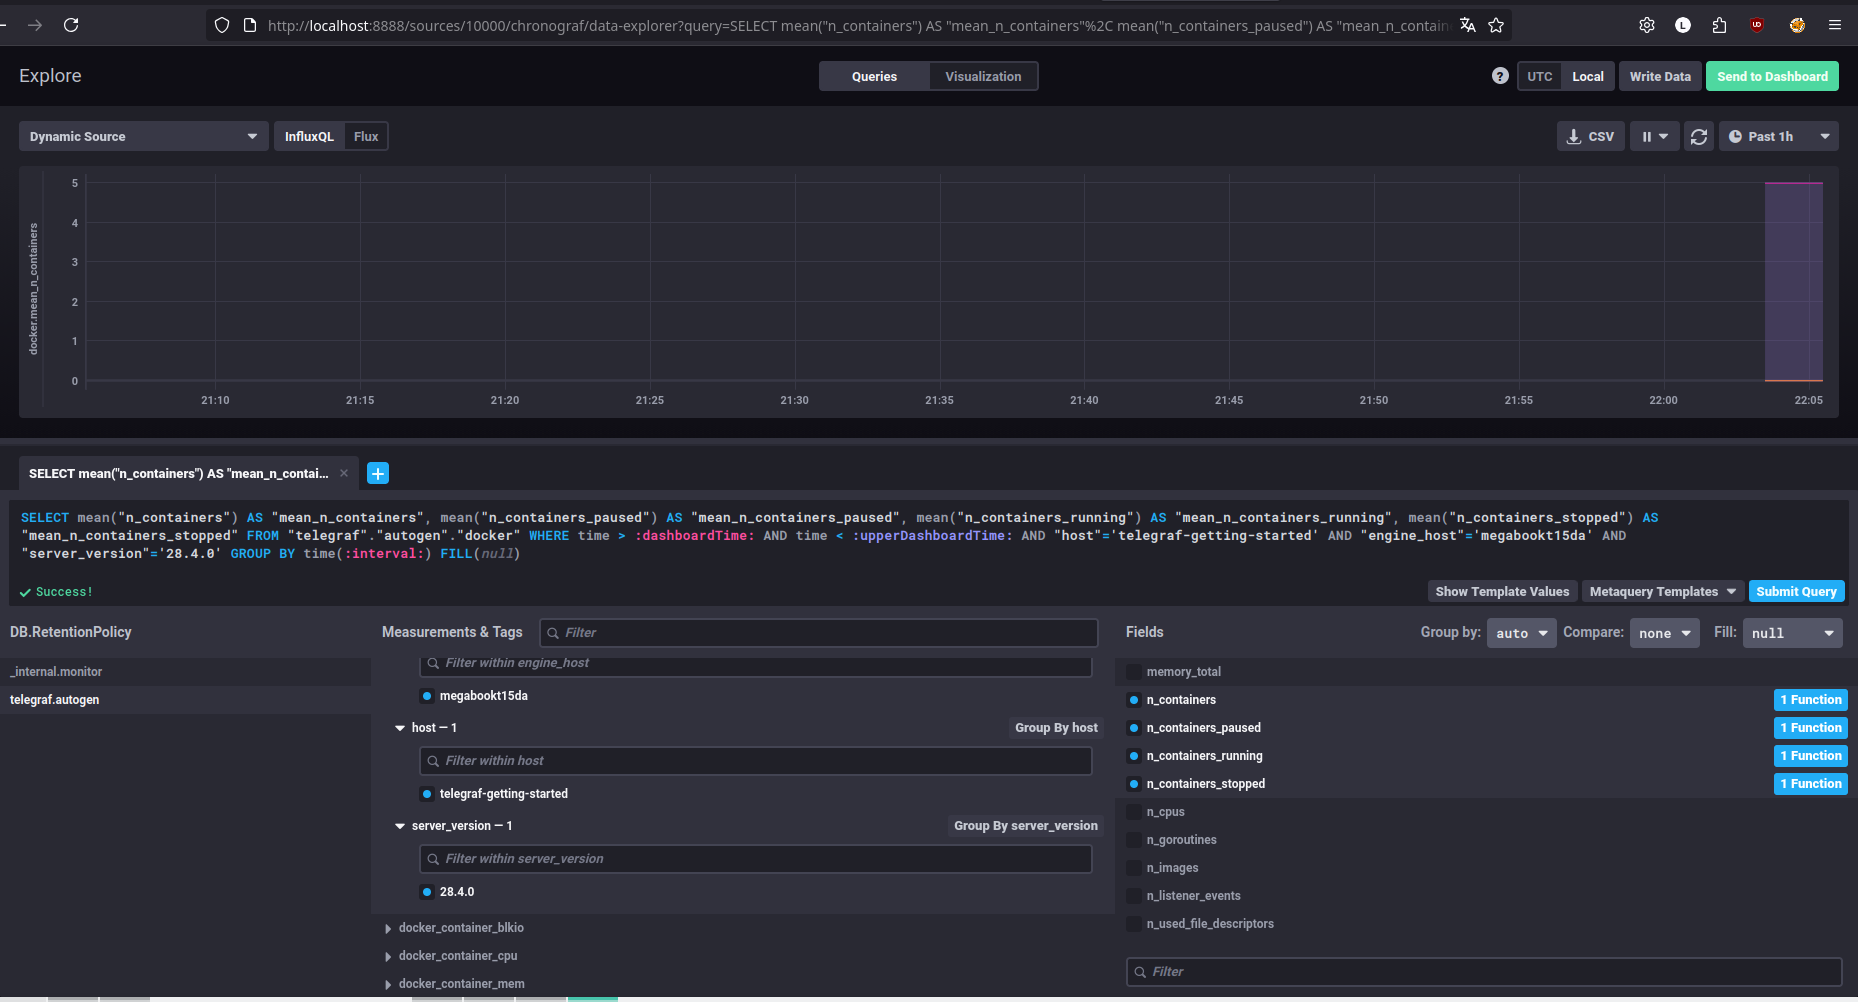 http://localhost:8888/sources/10000/chronograf/data-explorer?query=SELECT mean("n_containers") AS "mean_n_containers"%2C mean("n_containers_paused") AS "mean_n_contain
Explore
Queries
Visualization
?
UTC
Local
Write Data
Send to Dashboard
Dynamic Source
InfluxQL
Flux
CSV
Past 1h
docker.mean_n_containers
5
4
3
2
1
0
21:10
21:15
21:20
21:25
21:30
21:35
21:40
21:45
21:50
21:55
22:00
22:05
SELECT mean("n_containers") AS "mean_n_contai...
SELECT mean("n_containers") AS "mean_n_containers", mean("n_containers_paused") AS "mean_n_containers_paused", mean("n_containers_running") AS "mean_n_containers_running", mean("n_containers_stopped") AS
"mean_n_containers_stopped" FROM "telegraf"."autogen"."docker" WHERE time > :dashboardTime: AND time < :upperDashboardTime: AND "host"='telegraf-getting-started' AND "engine_host"='megabookt15da' AND
"server_version"='28.4.0' GROUP BY time(:interval:) FILL(null)
Success!
Show Template Values
Metaquery Templates
Submit Query
DB.RetentionPolicy
_internal.monitor
telegraf.autogen
Measurements & Tags
Filter
Filter within engine_host
megabookt15da
host — 1
Group By host
Filter within host
telegraf-getting-started
server_version — 1
Group By server_version
Filter within server_version
28.4.0
docker_container_blkio
docker_container_cpu
docker_container_mem
Fields
Group by:
auto
Compare:
none
Fill:
null
memory_total
n_containers
1 Function
n_containers_paused
1 Function
n_containers_running
1 Function
n_containers_stopped
1 Function
n_cpus
n_goroutines
n_images
n_listener_events
n_used_file_descriptors
Filter